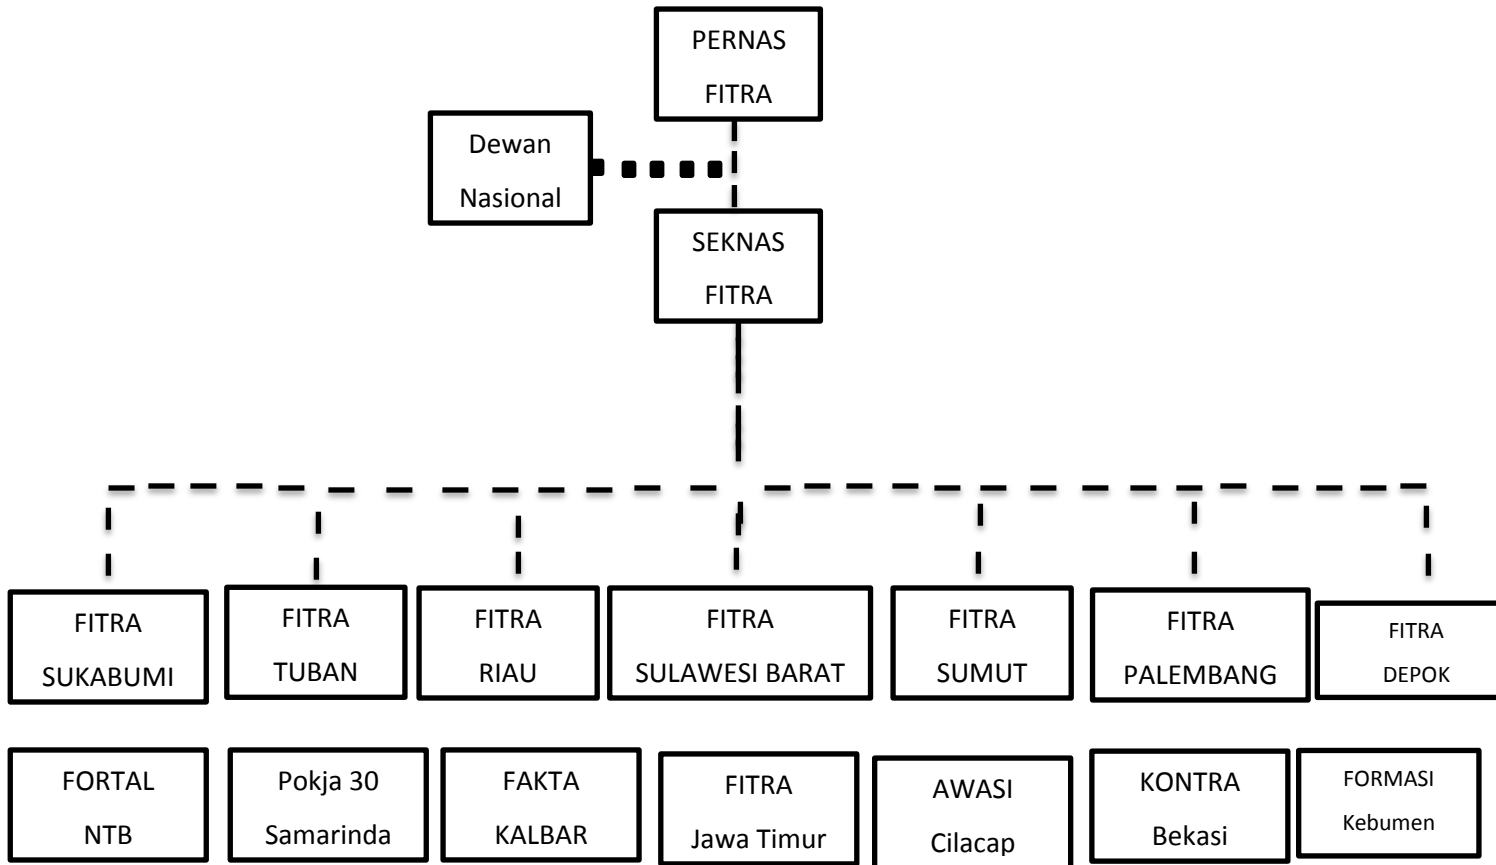 PERNAS
FITRA
Dewan
Nasional
SEKNAS
FITRA
FITRA
SUKABUMI
FITRA
TUBAN
FITRA
RIAU
FITRA
SULAWESI BARAT
FITRA
SUMUT
FITRA
PALEMBANG
FITRA
DEPOK
FORTAL
NTB
Pokja 30
Samarinda
FAKTA
KALBAR
FITRA
Jawa Timur
AWASI
Cilacap
KONTRA
Bekasi
FORMASI
Kebumen